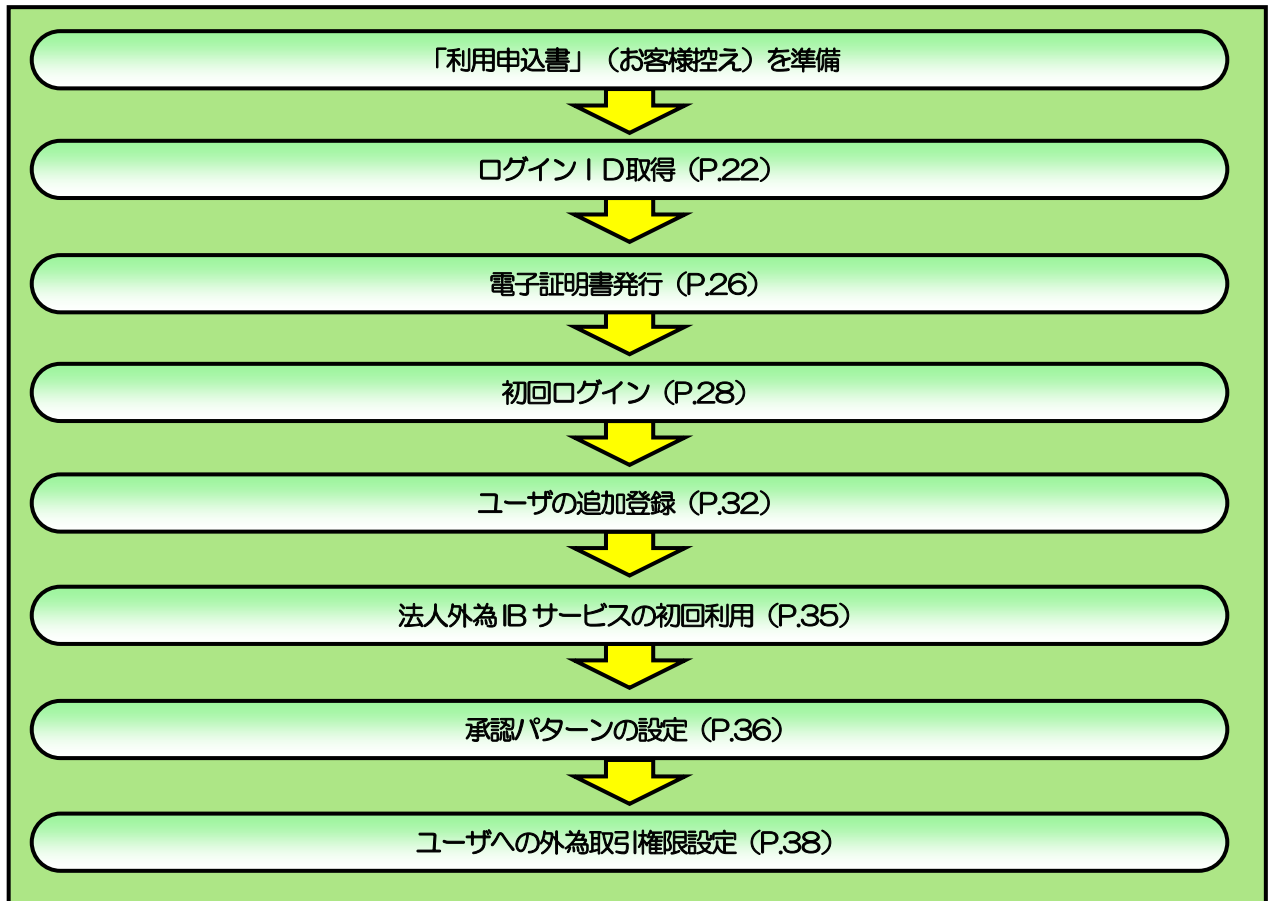 「利用申込書」（お客様控え）を準備
ログインＩＤ取得（P.22）
電子証明書発行（P.26）
初回ログイン（P.28）
ユーザの追加登録（P.32）
法人外為 IB サービスの初回利用（P.35）
承認パターンの設定（P.36）
ユーザへの外為取引権限設定（P.38）